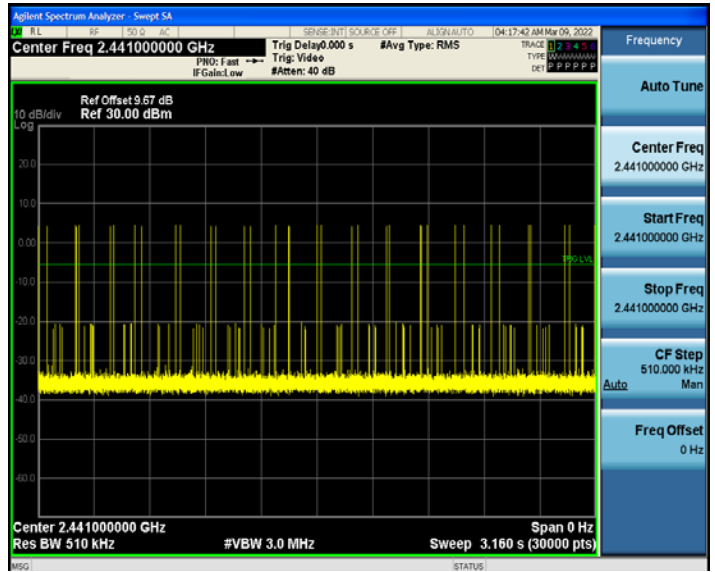 Agilent Spectrum Analyzer - Swept SA
RL RF 50 Ω AC SENSE:INT SOURCE OFF ALIGN AUTO 04:17:42 AM Mar 09, 2022
Center Freq 2.441000000 GHz
PNO: Fast
IFGain:Low
Trig Delay0.000 s
Trig: Video
#Atten: 40 dB
#Avg Type: RMS
TRACE 1 2 3 4 5 6
TYPE
DET P P P P P P
Ref Offset 9.67 dB
10 dB/div Ref 30.00 dBm
Log
20.0
10.0
0.00
TRIG LVL
-10.0
-20.0
-30.0
-40.0
-50.0
-60.0
Center 2.441000000 GHz Span 0 Hz
Res BW 510 kHz #VBW 3.0 MHz Sweep 3.160 s (30000 pts)
MSG STATUS
Frequency
Auto Tune
Center Freq
2.441000000 GHz
Start Freq
2.441000000 GHz
Stop Freq
2.441000000 GHz
CF Step
510.000 kHz
Auto Man
Freq Offset
0 Hz